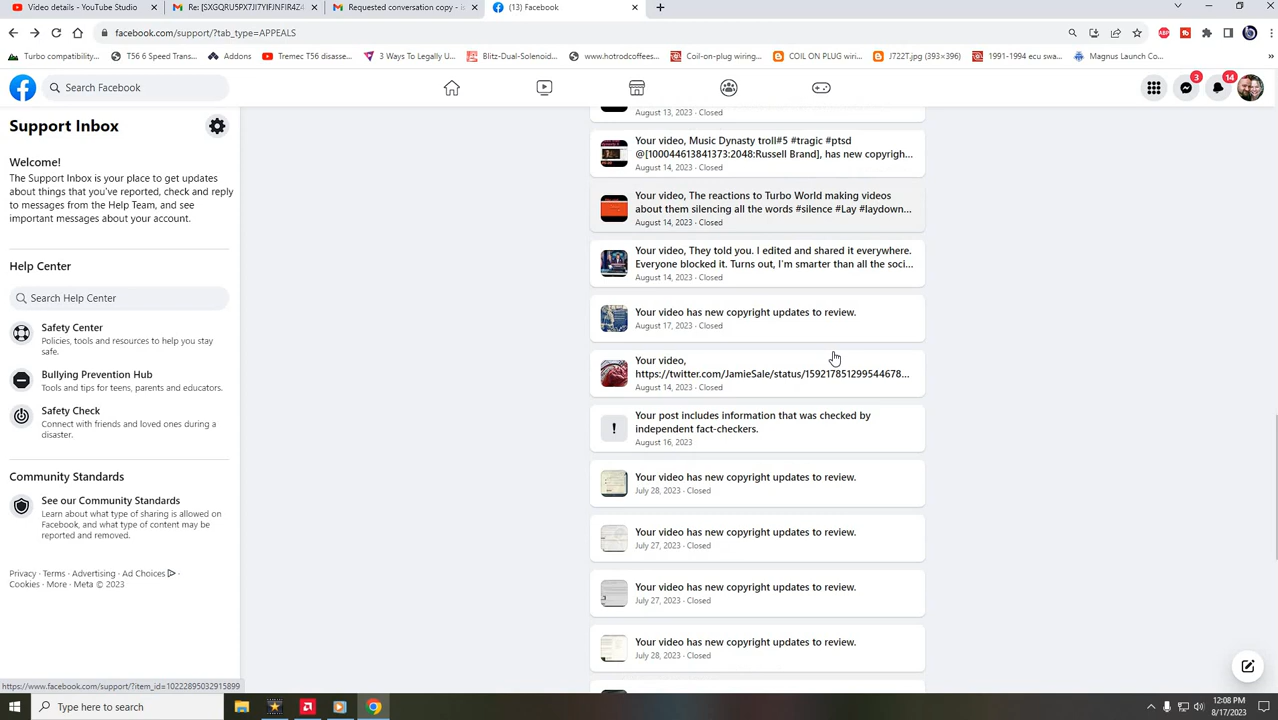 Video details - YouTube Studio
Re: [SXGQRU5PX7JI7YIFJNFIR4Z4
Requested conversation copy - is
(13) Facebook
facebook.com/support/?tab_type=APPEALS
Turbo compatibility...
T56 6 Speed Trans...
Addons
Tremec T56 disasse...
3 Ways To Legally U...
Blitz-Dual-Solenoid...
www.hotrodcoffees...
Coil-on-plug wiring...
COIL ON PLUG wiri...
J722T.jpg (393×396)
1991-1994 ecu swa...
Magnus Launch Co...
Search Facebook
3
14
Support Inbox
Welcome!
The Support Inbox is your place to get updates
about things that you've reported, check and reply
to messages from the Help Team, and see
important messages about your account.
Help Center
Search Help Center
Safety Center
Policies, tools and resources to help you stay
safe.
Bullying Prevention Hub
Tools and tips for teens, parents and educators.
Safety Check
Connect with friends and loved ones during a
disaster.
Community Standards
See our Community Standards
Learn about what type of sharing is allowed on
Facebook, and what type of content may be
reported and removed.
Privacy · Terms · Advertising · Ad Choices ·
Cookies · More · Meta © 2023
August 13, 2023 · Closed
Your video, Music Dynasty troll#5 #tragic #ptsd
@[100044613841373:2048:Russell Brand], has new copyrigh...
August 14, 2023 · Closed
Your video, The reactions to Turbo World making videos
about them silencing all the words #silence #Lay #laydown...
August 14, 2023 · Closed
Your video, They told you. I edited and shared it everywhere.
Everyone blocked it. Turns out, I'm smarter than all the soci...
August 14, 2023 · Closed
Your video has new copyright updates to review.
August 17, 2023 · Closed
Your video,
https://twitter.com/JamieSale/status/159217851299544678...
August 14, 2023 · Closed
Your post includes information that was checked by
independent fact-checkers.
August 16, 2023
Your video has new copyright updates to review.
July 28, 2023 · Closed
Your video has new copyright updates to review.
July 27, 2023 · Closed
Your video has new copyright updates to review.
July 27, 2023 · Closed
Your video has new copyright updates to review.
July 28, 2023 · Closed
https://www.facebook.com/support/?item_id=10222895032915899
Type here to search
12:08 PM
8/17/2023